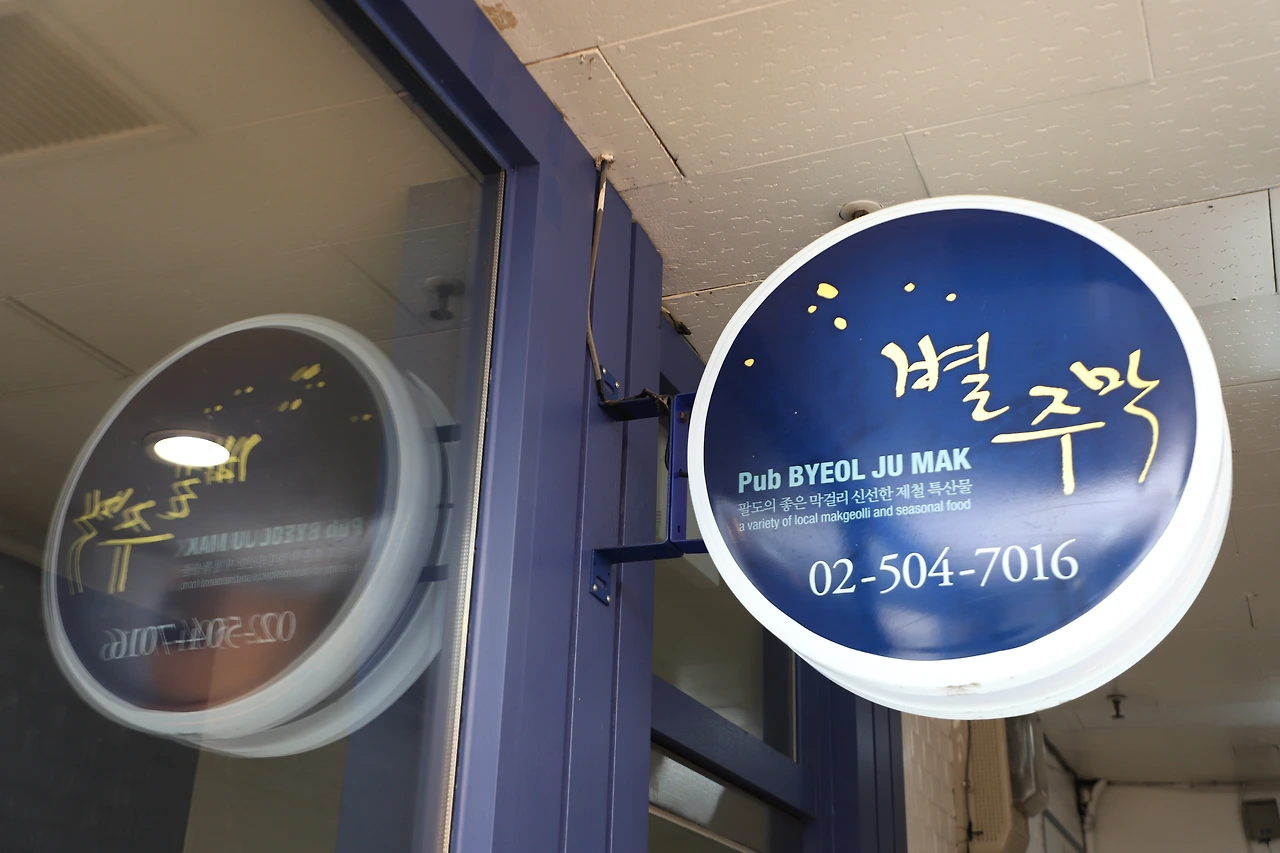 별주막
Pub BYEOL JU MAK
팔도의 좋은 막걸리 신선한 제철 특산물
a variety of local makgeolli and seasonal food
02-504-7016